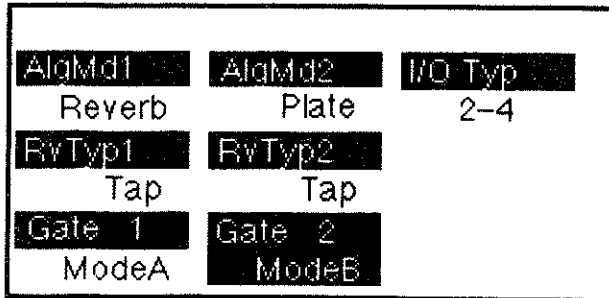 AlgMd1 AlgMd2 I/O Typ
Reverb Plate 2-4
RvTyp1 RvTyp2
Tap Tap
Gate 1 Gate 2
ModeA ModeB